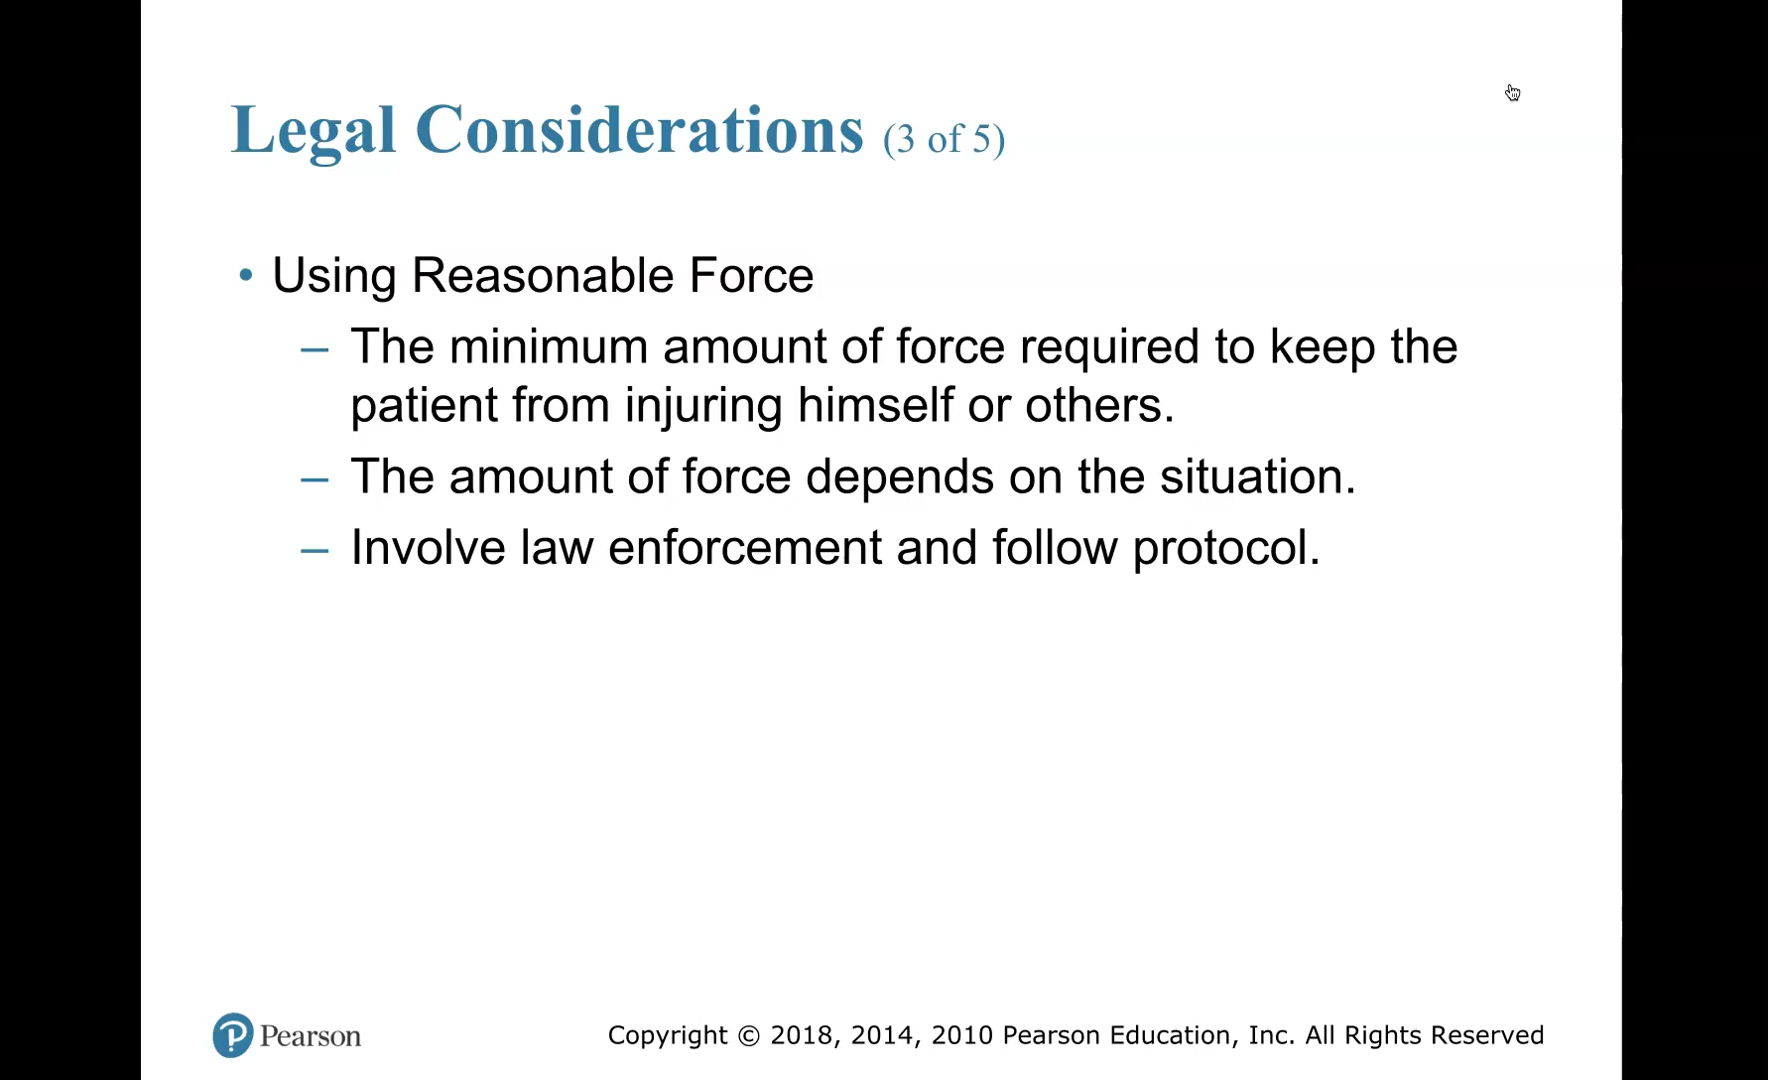 Legal Considerations (3 of 5)
• Using Reasonable Force
– The minimum amount of force required to keep the
patient from injuring himself or others.
– The amount of force depends on the situation.
– Involve law enforcement and follow protocol.
P Pearson
Copyright © 2018, 2014, 2010 Pearson Education, Inc. All Rights Reserved